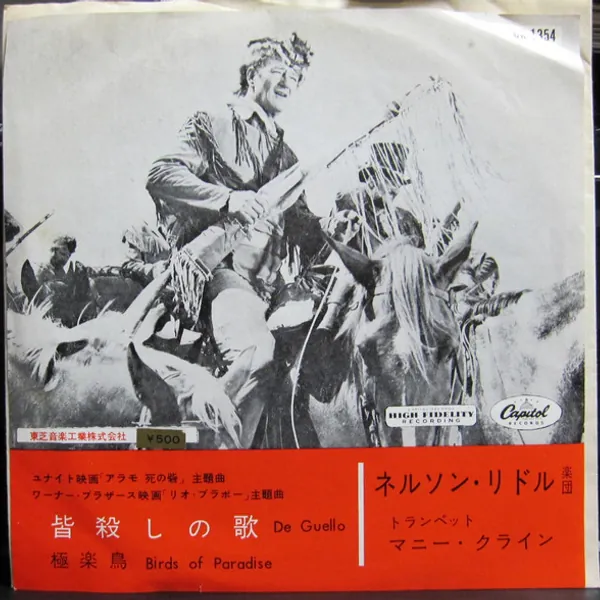 1354
HIGH FIDELITY
RECORDING
Capitol
RECORDS
東芝音楽工業株式会社
¥500
ユナイト映画「アラモ 死の砦」主題曲
ワーナー・ブラザース映画「リオ・ブラボー」主題曲
皆殺しの歌 De Guello
極楽鳥 Birds of Paradise
ネルソン・リドル楽団
トランペット
マニー・クライン